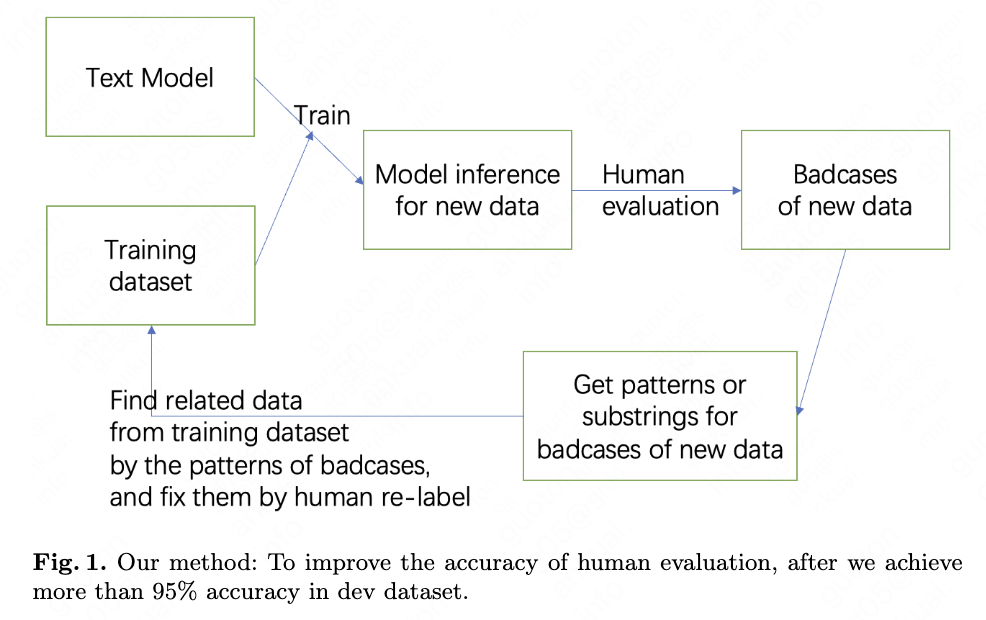 Text Model
Train
Model inference
for new data
Human
evaluation
Badcases
of new data
Training
dataset
Get patterns or
substrings for
badcases of new data
Find related data
from training dataset
by the patterns of badcases,
and fix them by human re-label
Fig. 1. Our method: To improve the accuracy of human evaluation, after we achieve
more than 95% accuracy in dev dataset.